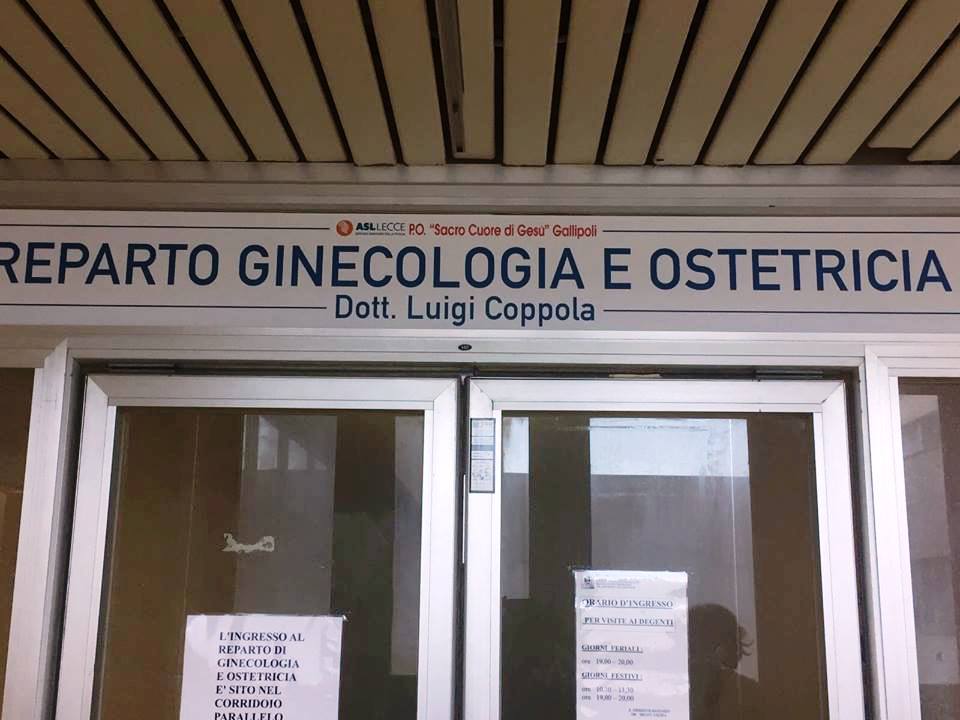 ASL LECCE P.O. "Sacro Cuore di Gesù" Gallipoli
REPARTO GINECOLOGIA E OSTETRICIA
Dott. Luigi Coppola
L'INGRESSO AL
REPARTO DI
GINECOLOGIA
E OSTETRICIA
E' SITO NEL
CORRIDOIO
PARALLELO
ORARIO D'INGRESSO
PER VISITE AI DEGENTI
GIORNI FERIALI:
ore 19,00 – 20,00
GIORNI FESTIVI:
ore 10,30 – 11,30
ore 19,00 – 20,00